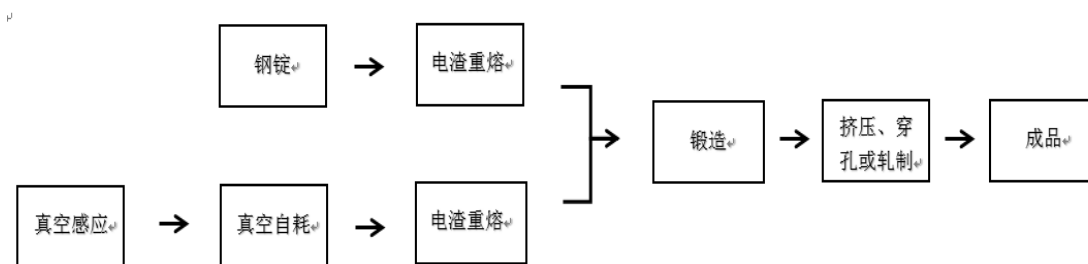 钢锭
电渣重熔
真空感应
真空自耗
电渣重熔
锻造
挤压、穿
孔或轧制
成品